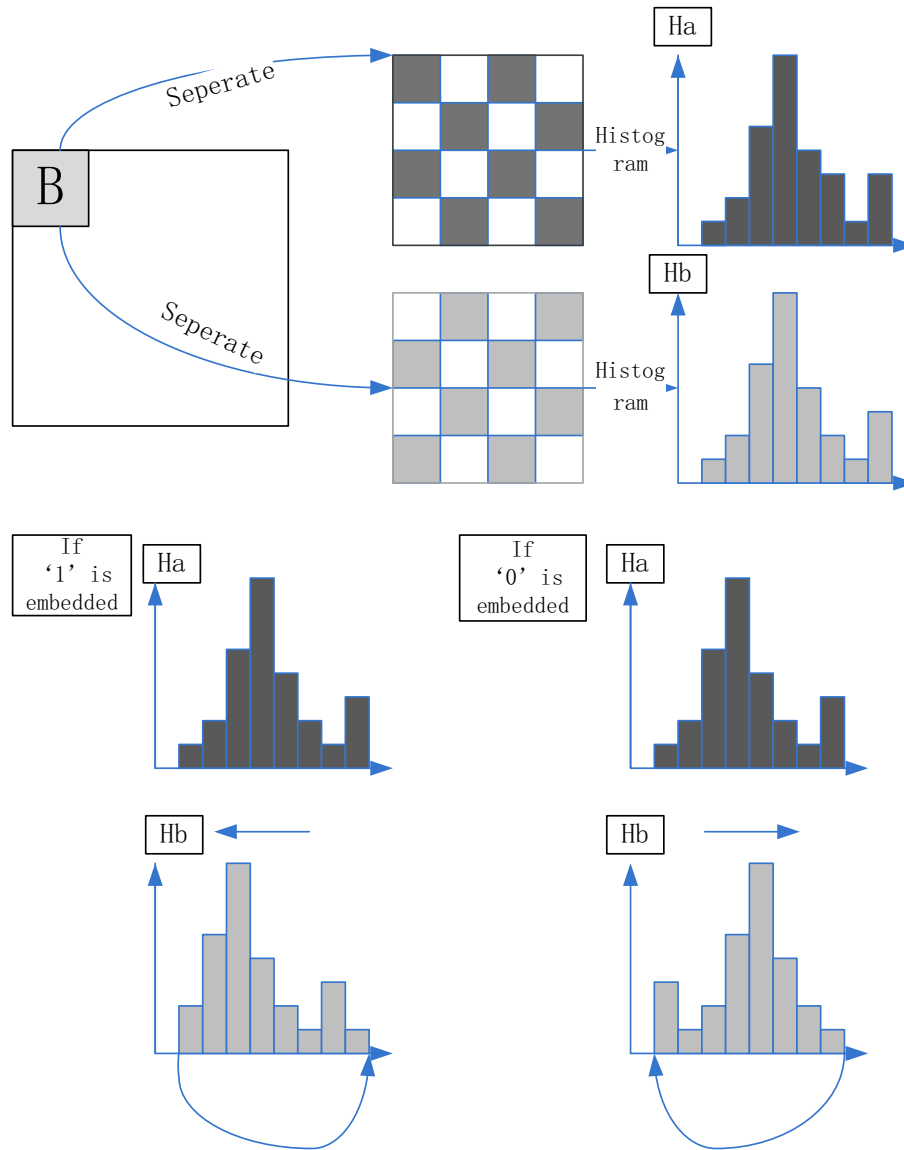 Ha
Seperate
Histog
ram
B
Hb
Seperate
Histog
ram
If
‘1’ is
embedded
Ha
If
‘0’ is
embedded
Ha
Hb
Hb